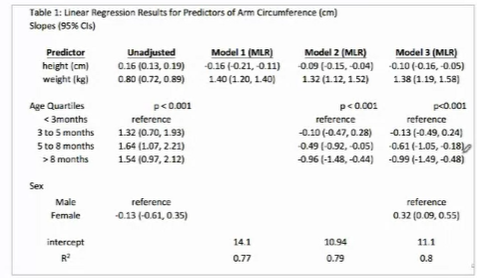 Table 1: Linear Regression Results for Predictors of Arm Circumference (cm)
Slopes (95% CIs)
Predictor Unadjusted Model 1 (MLR) Model 2 (MLR) Model 3 (MLR)
height (cm) 0.16 (0.13, 0.19) -0.16 (-0.21, -0.11) -0.09 (-0.15, -0.04) -0.10 (-0.16, -0.05)
weight (kg) 0.80 (0.72, 0.89) 1.40 (1.20, 1.40) 1.32 (1.12, 1.52) 1.38 (1.19, 1.58)
Age Quartiles p < 0.001 p < 0.001 p<0.001
< 3months reference reference reference
3 to 5 months 1.32 (0.70, 1.93) -0.10 (-0.47, 0.28) -0.13 (-0.49, 0.24)
5 to 8 months 1.64 (1.07, 2.21) -0.49 (-0.92, -0.05) -0.61 (-1.05, -0.18)
> 8 months 1.54 (0.97, 2.12) -0.96 (-1.48, -0.44) -0.99 (-1.49, -0.48)
Sex
Male reference reference
Female -0.13 (-0.61, 0.35) 0.32 (0.09, 0.55)
intercept 14.1 10.94 11.1
R² 0.77 0.79 0.8